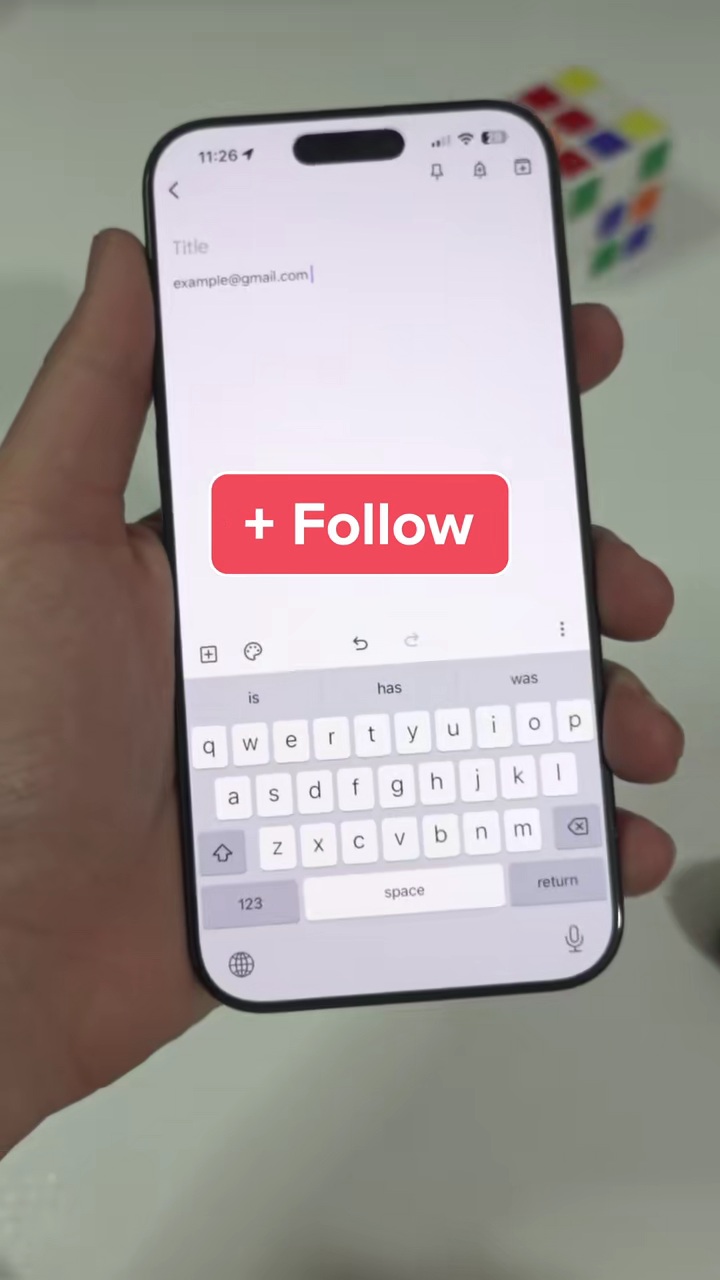 11:26
Title
example@gmail.com
+ Follow
is has was
q w e r t y u i o p
a s d f g h j k l
z x c v b n m
123 space return